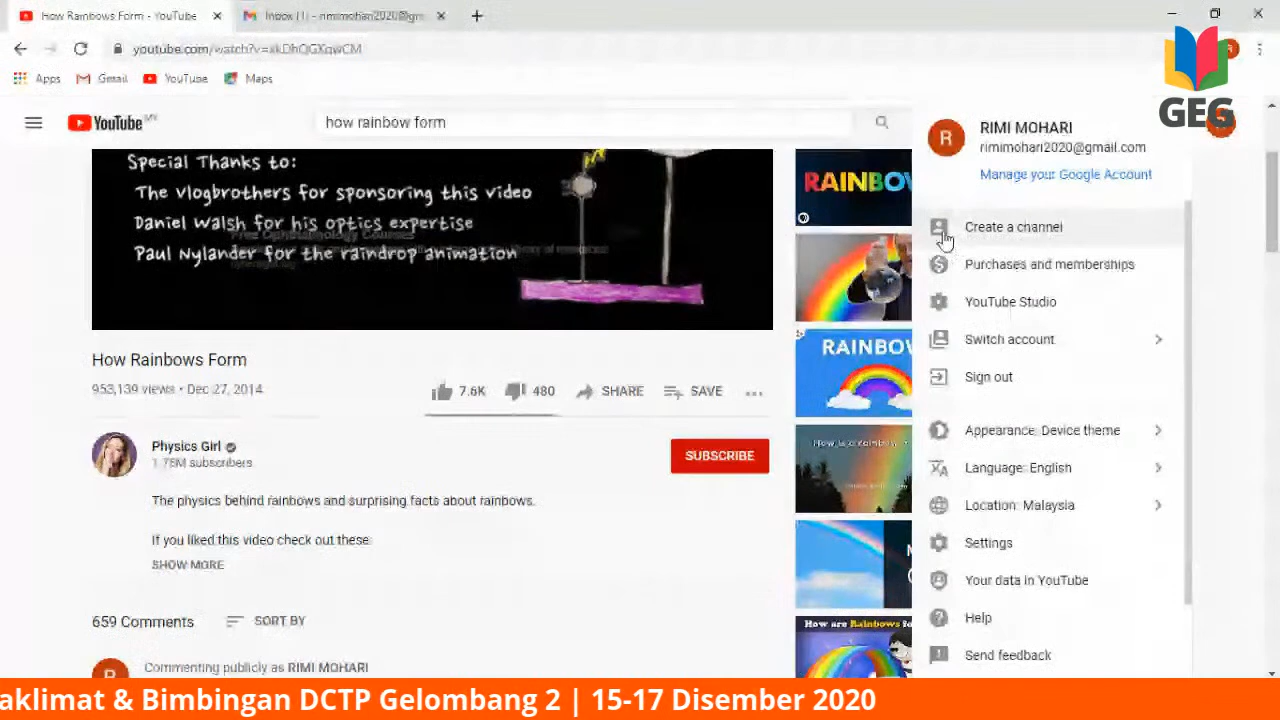 How Rainbows Form - YouTube
Inbox (1) - rimimohari2020@gm
Apps
Gmail
YouTube
Maps
YouTube MY
how rainbow form
GEG
RIMI MOHARI
rimimohari2020@gmail.com
Manage your Google Account
Special Thanks to:
The vlogbrothers for sponsoring this video
Daniel Walsh for his optics expertise
Paul Nylander for the raindrop animation
RAINBOW
RAINBOW
How are Rainbows fo
Create a channel
Purchases and memberships
YouTube Studio
Switch account
Sign out
Appearance: Device theme
Language: English
Location: Malaysia
Settings
Your data in YouTube
Help
Send feedback
How Rainbows Form
953,139 views • Dec 27, 2014
7.6K
480
SHARE
SAVE
Physics Girl
1.78M subscribers
SUBSCRIBE
The physics behind rainbows and surprising facts about rainbows.
If you liked this video check out these:
SHOW MORE
659 Comments
SORT BY
R
Commenting publicly as RIMI MOHARI
aklimat & Bimbingan DCTP Gelombang 2 | 15-17 Disember 2020